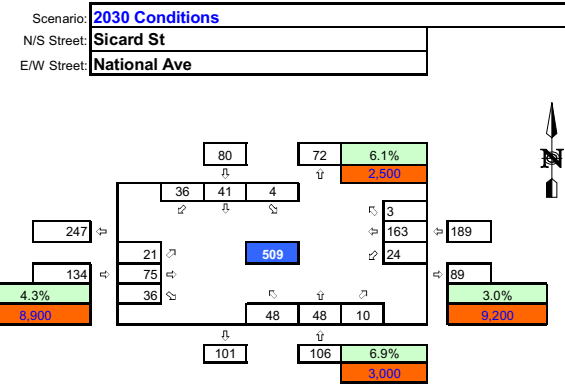 Scenario: 2030 Conditions
N/S Street: Sicard St
E/W Street: National Ave
N
80 72 6.1%
⇩ ⇧ 2,500
36 41 4
⬃ ⇩ ⬂
⬁ 3
247 ⇦ ⇦ 163 ⇦ 189
21 ⬀ 509 ⬃ 24
134 ⇨ 75 ⇨ ⇨ 89
4.3% 36 ⬂ ⬁ ⇧ ⬀ 3.0%
8,900 48 48 10 9,200
⇩ ⇧
101 106 6.9%
3,000